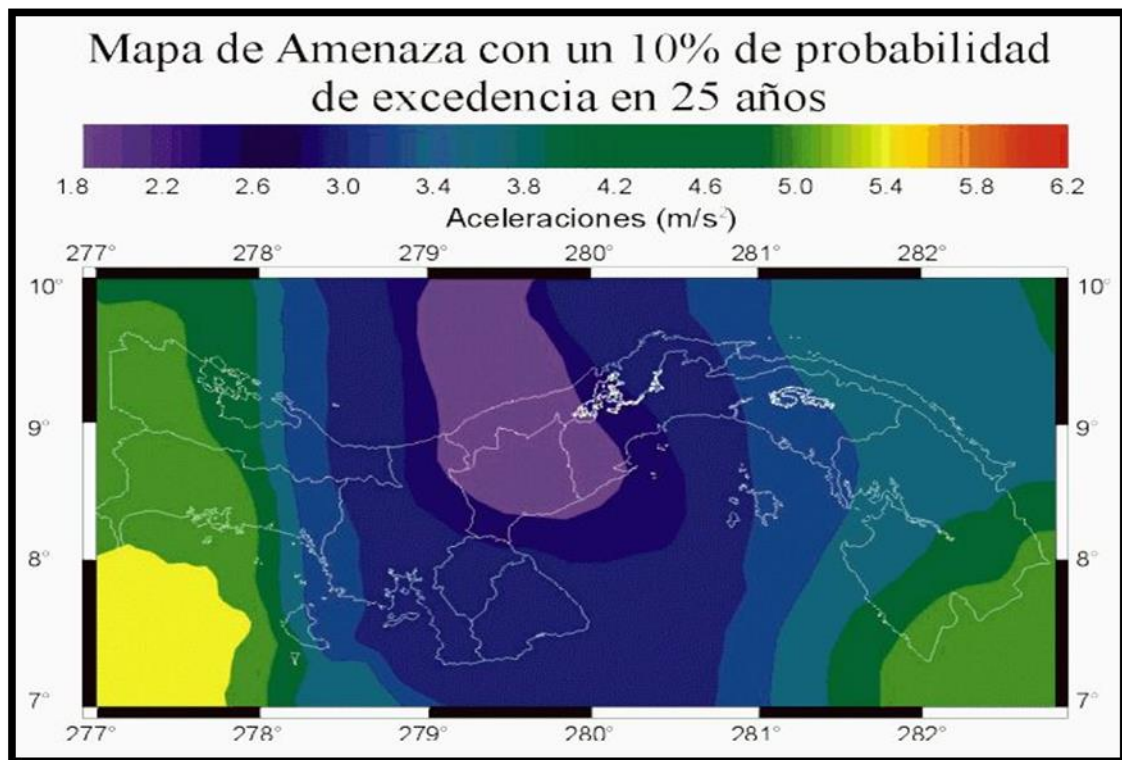 Mapa de Amenaza con un 10% de probabilidad
de excedencia en 25 años
1.8 2.2 2.6 3.0 3.4 3.8 4.2 4.6 5.0 5.4 5.8 6.2
Aceleraciones (m/s²)
277° 278° 279° 280° 281° 282°
10° 10°
9° 9°
8° 8°
7° 7°
277° 278° 279° 280° 281° 282°